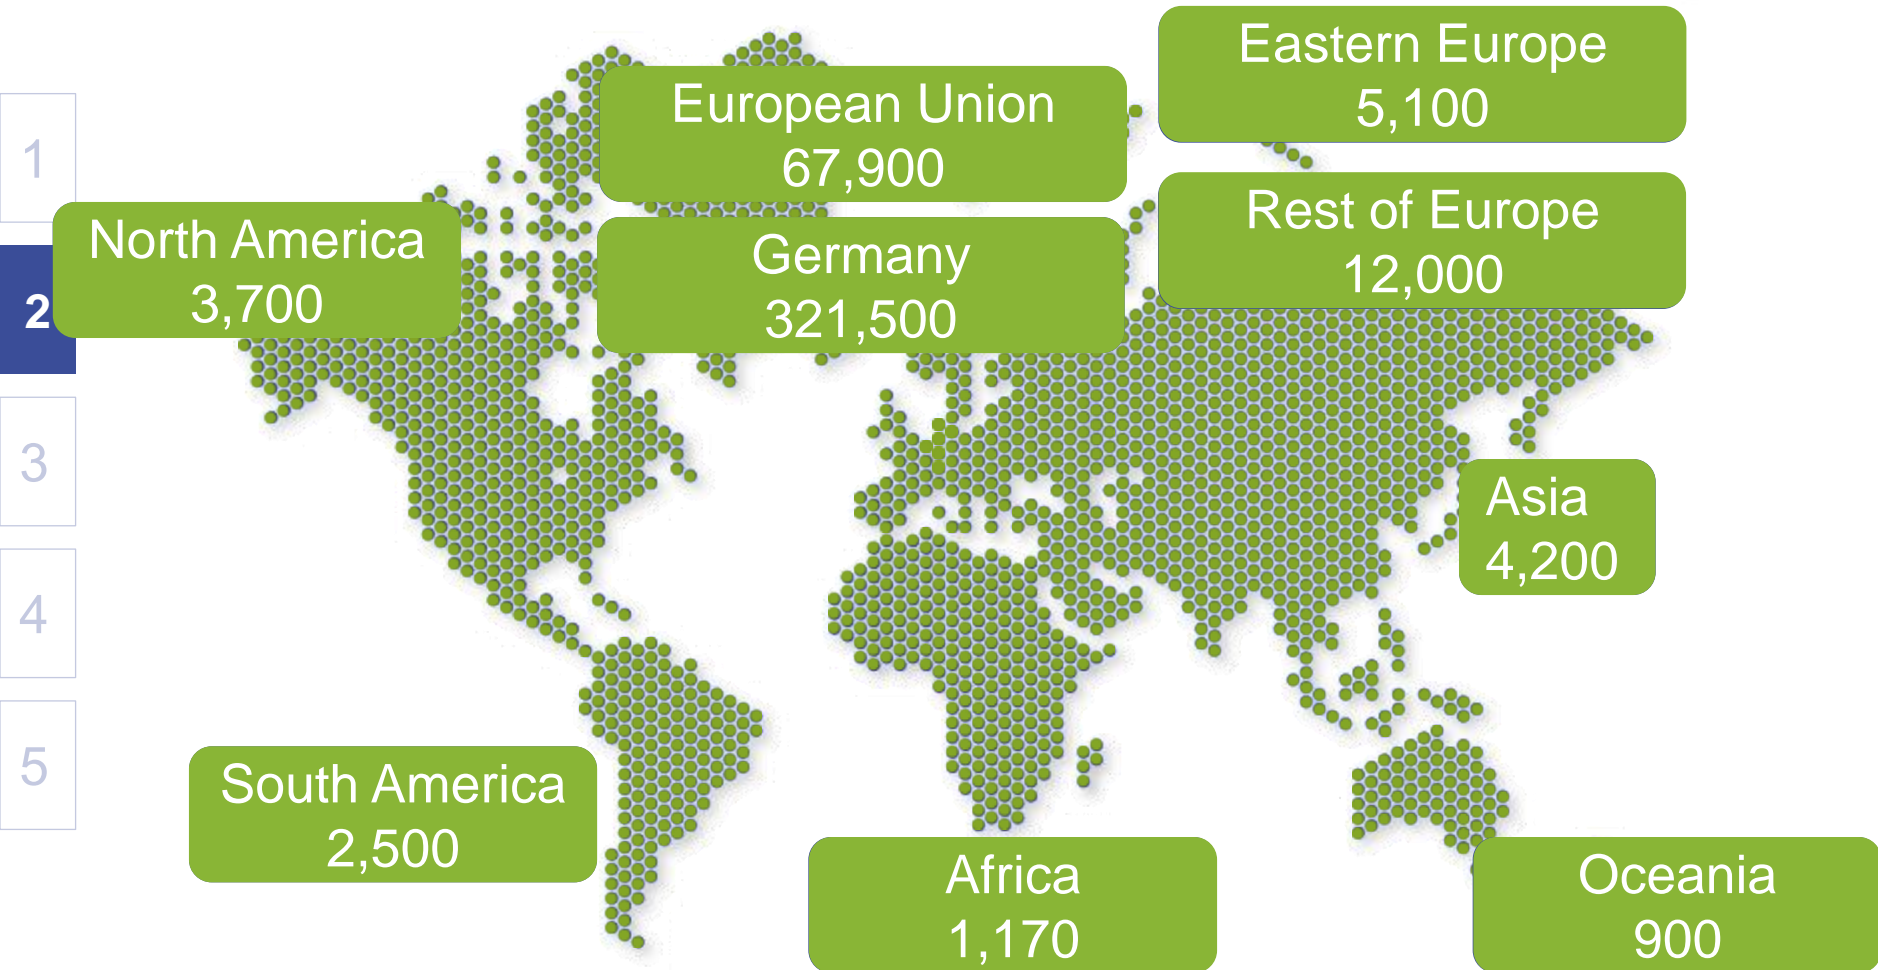 1
2
3
4
5
European Union
67,900
Eastern Europe
5,100
North America
3,700
Germany
321,500
Rest of Europe
12,000
Asia
4,200
South America
2,500
Africa
1,170
Oceania
900